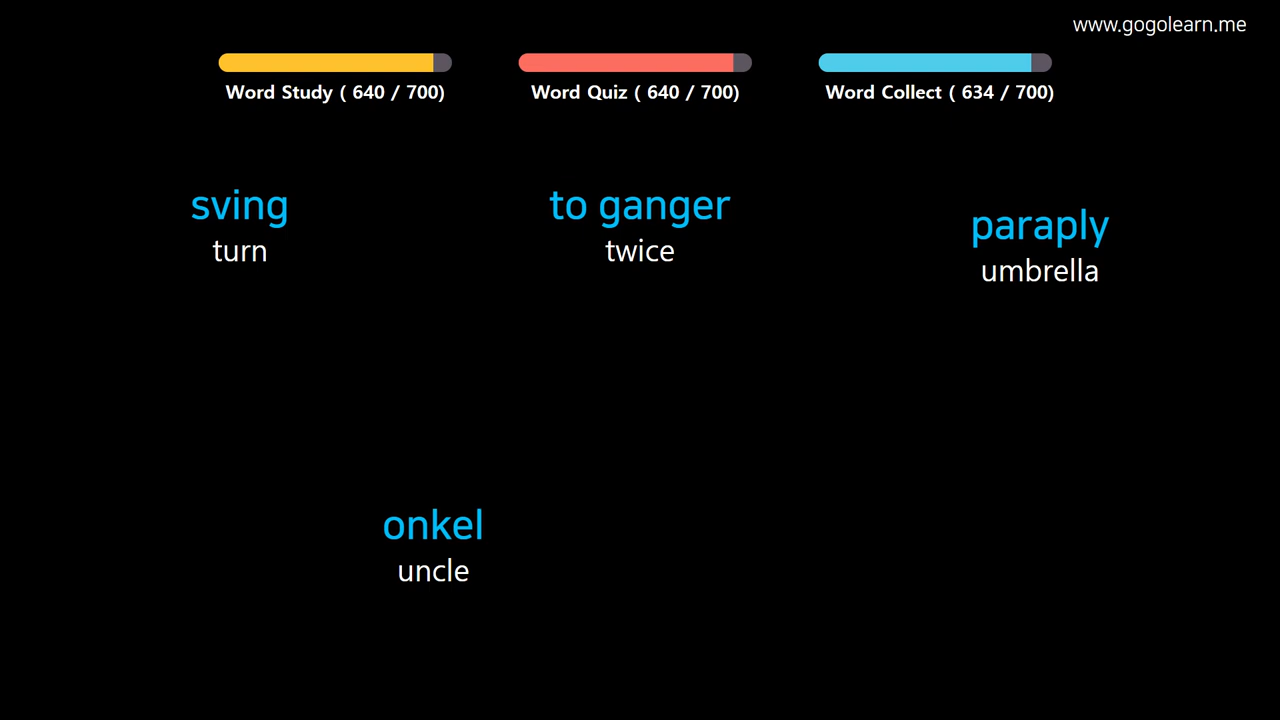 www.gogolearn.me
Word Study ( 640 / 700)
Word Quiz ( 640 / 700)
Word Collect ( 634 / 700)
sving
turn
to ganger
twice
paraply
umbrella
onkel
uncle